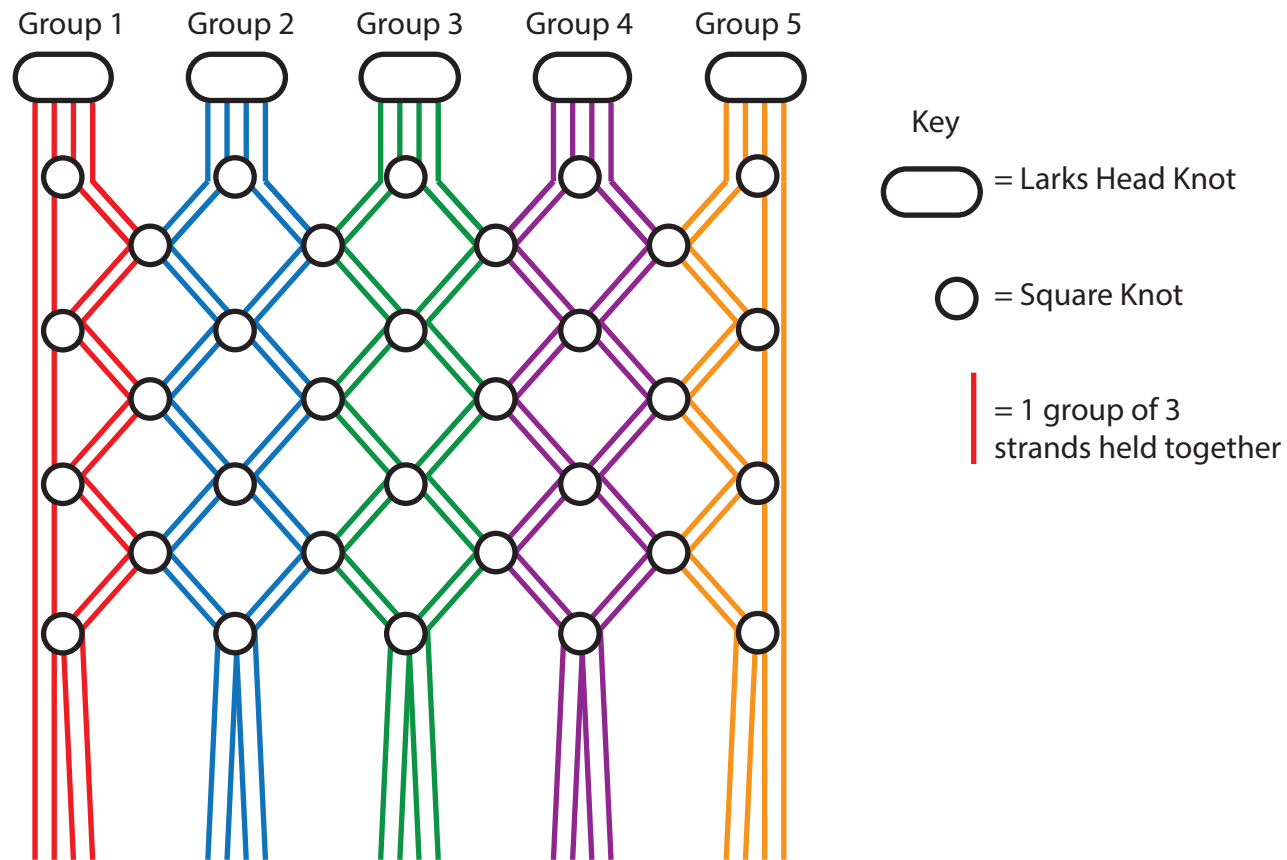 Group 1
Group 2
Group 3
Group 4
Group 5
Key
= Larks Head Knot
= Square Knot
= 1 group of 3
strands held together